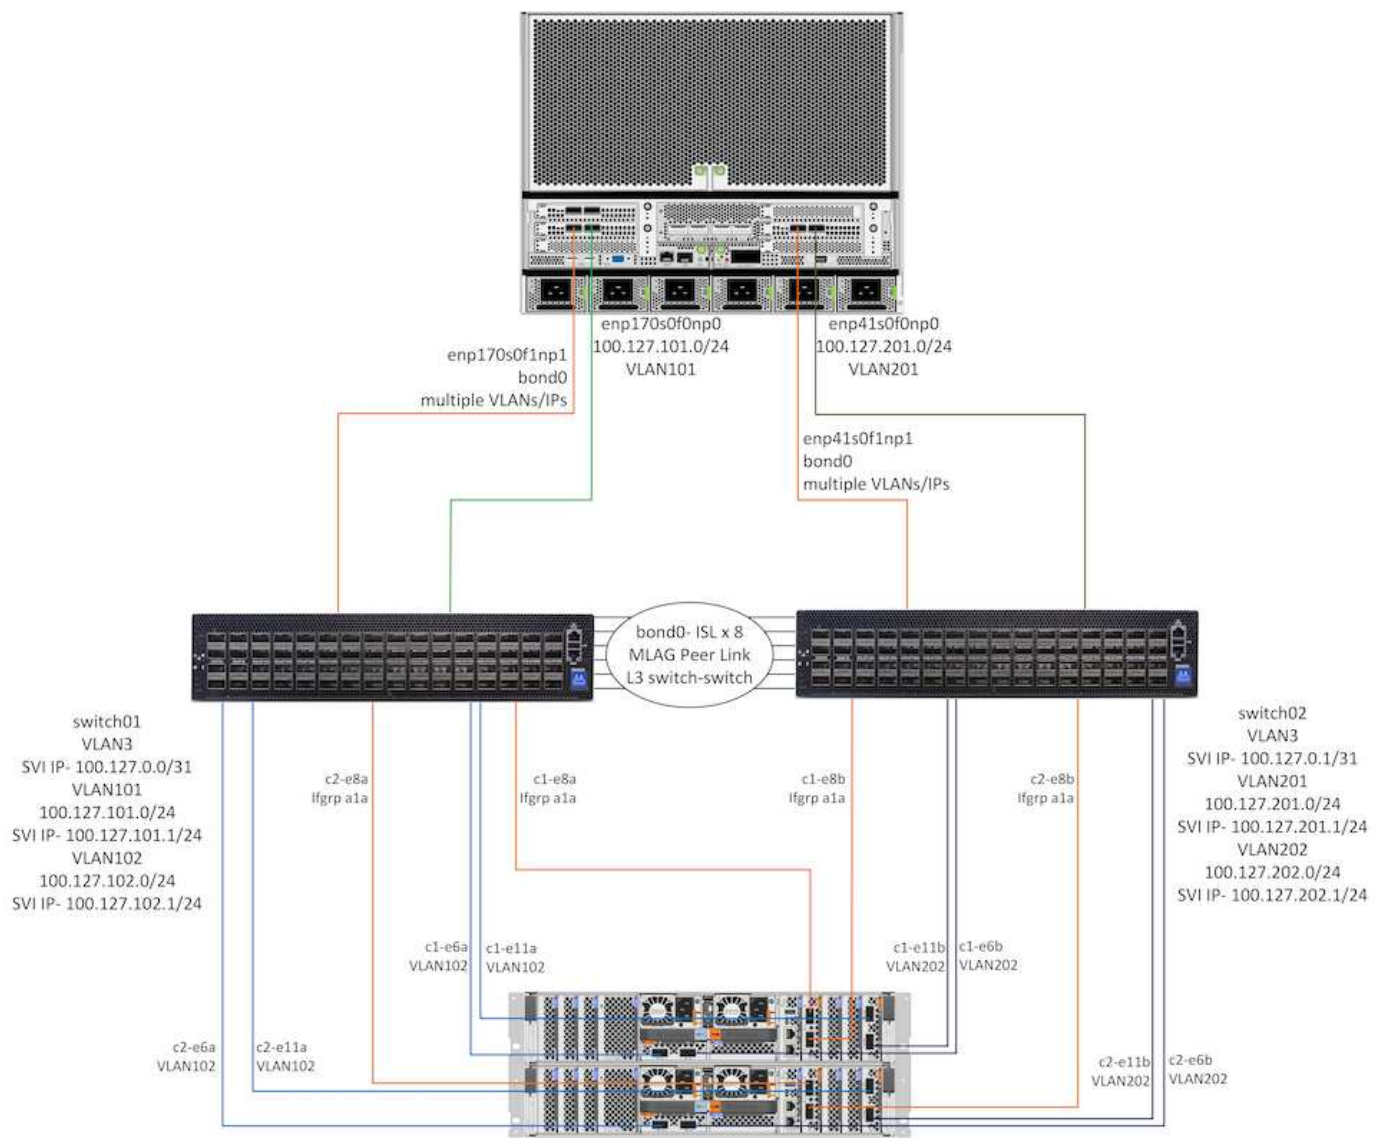 enp170s0f0np0
100.127.101.0/24
VLAN101
enp41s0f0np0
100.127.201.0/24
VLAN201
enp170s0f1np1
bond0
multiple VLANs/IPs
enp41s0f1np1
bond0
multiple VLANs/IPs
bond0- ISL x 8
MLAG Peer Link
L3 switch-switch
switch01
VLAN3
SVI IP- 100.127.0.0/31
VLAN101
100.127.101.0/24
SVI IP- 100.127.101.1/24
VLAN102
100.127.102.0/24
SVI IP- 100.127.102.1/24
c2-e8a
Ifgrp a1a
c1-e8a
Ifgrp a1a
c1-e8b
Ifgrp a1a
c2-e8b
Ifgrp a1a
switch02
VLAN3
SVI IP- 100.127.0.1/31
VLAN201
100.127.201.0/24
SVI IP- 100.127.201.1/24
VLAN202
100.127.202.0/24
SVI IP- 100.127.202.1/24
c1-e6a
VLAN102
c1-e11a
VLAN102
c1-e11b
VLAN202
c1-e6b
VLAN202
c2-e6a
VLAN102
c2-e11a
VLAN102
c2-e11b
VLAN202
c2-e6b
VLAN202